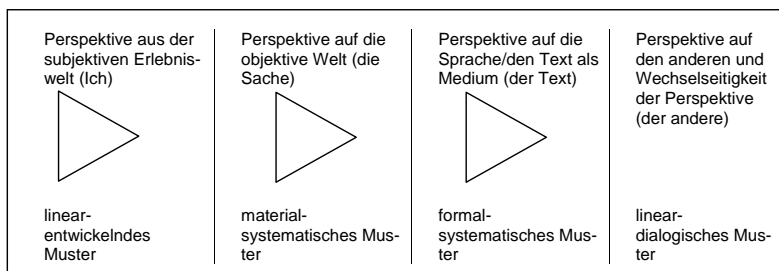 Perspektive aus der
subjektiven Erlebnis-
welt (Ich)
Perspektive auf die
objektive Welt (die
Sache)
Perspektive auf die
Sprache/den Text als
Medium (der Text)
Perspektive auf
den anderen und
Wechselseitigkeit
der Perspektive
(der andere)
linear-
entwickelndes
Muster
material-
systematisches Mus-
ter
formal-
systematisches Mus-
ter
linear-
dialogisches Mus-
ter